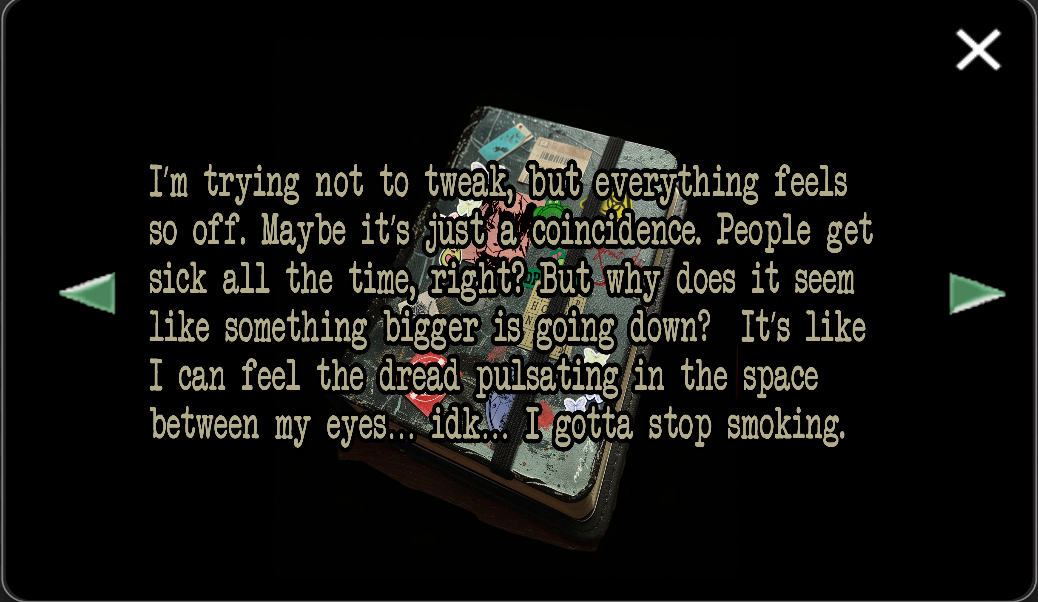 I'm trying not to tweak, but everything feels
so off. Maybe it's just a coincidence. People get
sick all the time, right? But why does it seem
like something bigger is going down?  It's like
I can feel the dread pulsating in the space
between my eyes... idk... I gotta stop smoking.